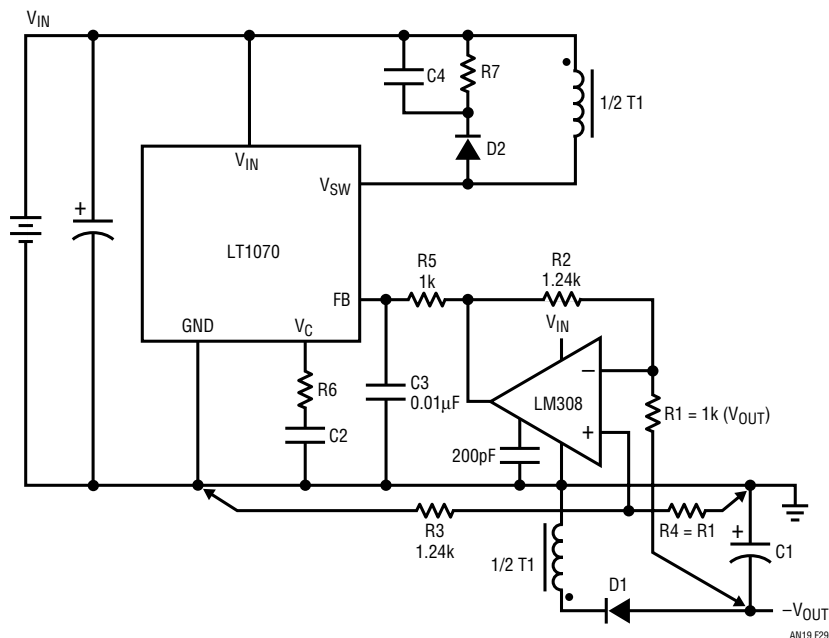 VIN
C4
R7
1/2 T1
D2
VIN
VSW
LT1070
FB
GND
VC
R5
1k
R2
1.24k
VIN
R6
C2
C3
0.01µF
–
LM308
+
R1 = 1k (VOUT)
200pF
+
R3
1.24k
R4 = R1
+
C1
1/2 T1
D1
–VOUT
AN19 F29